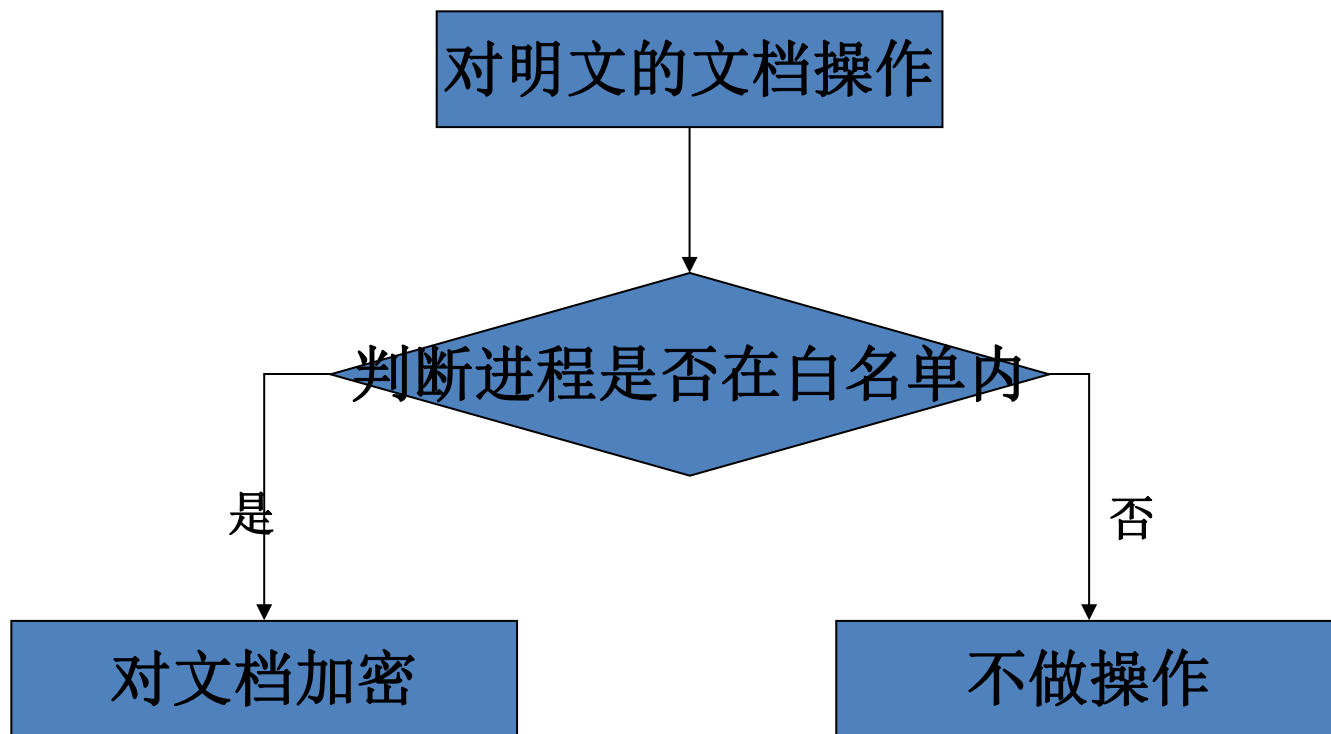 对明文的文档操作
判断进程是否在白名单内
是
否
对文档加密
不做操作